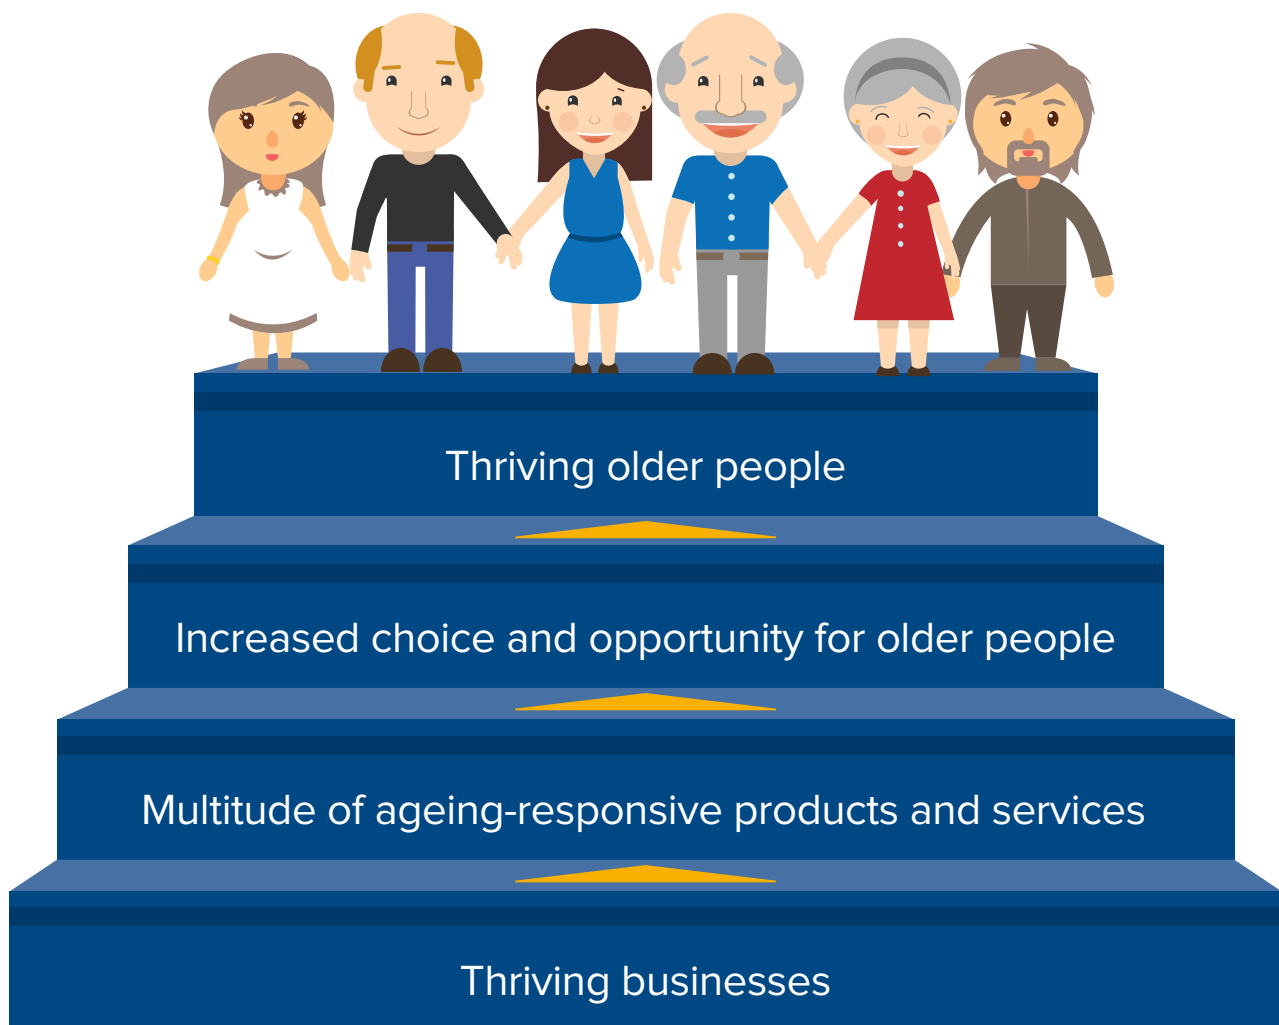 Thriving older people
Increased choice and opportunity for older people
Multitude of ageing-responsive products and services
Thriving businesses